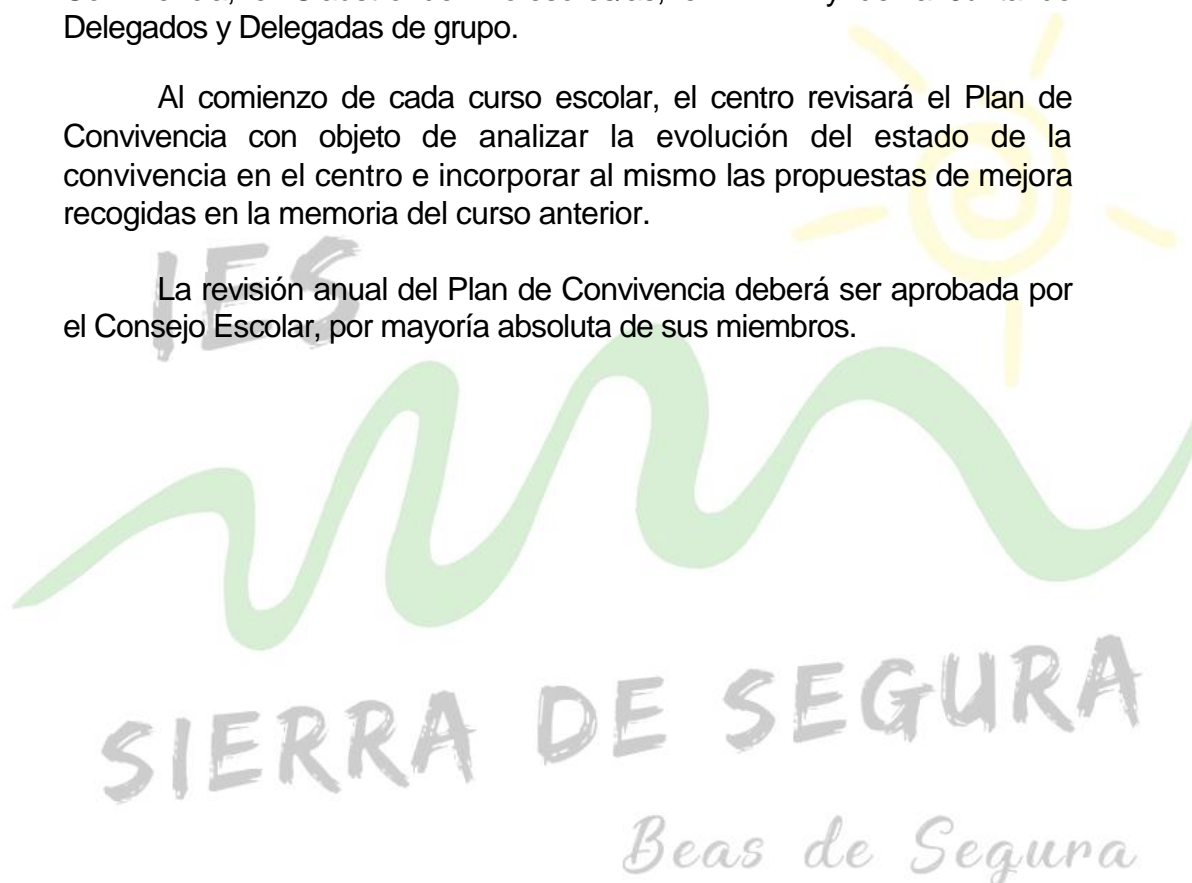 Delegados y Delegadas de grupo.
Al comienzo de cada curso escolar, el centro revisará el Plan de
Convivencia con objeto de analizar la evolución del estado de la
convivencia en el centro e incorporar al mismo las propuestas de mejora
recogidas en la memoria del curso anterior.
La revisión anual del Plan de Convivencia deberá ser aprobada por
el Consejo Escolar, por mayoría absoluta de sus miembros.
IES
SIERRA DE SEGURA
Beas de Segura